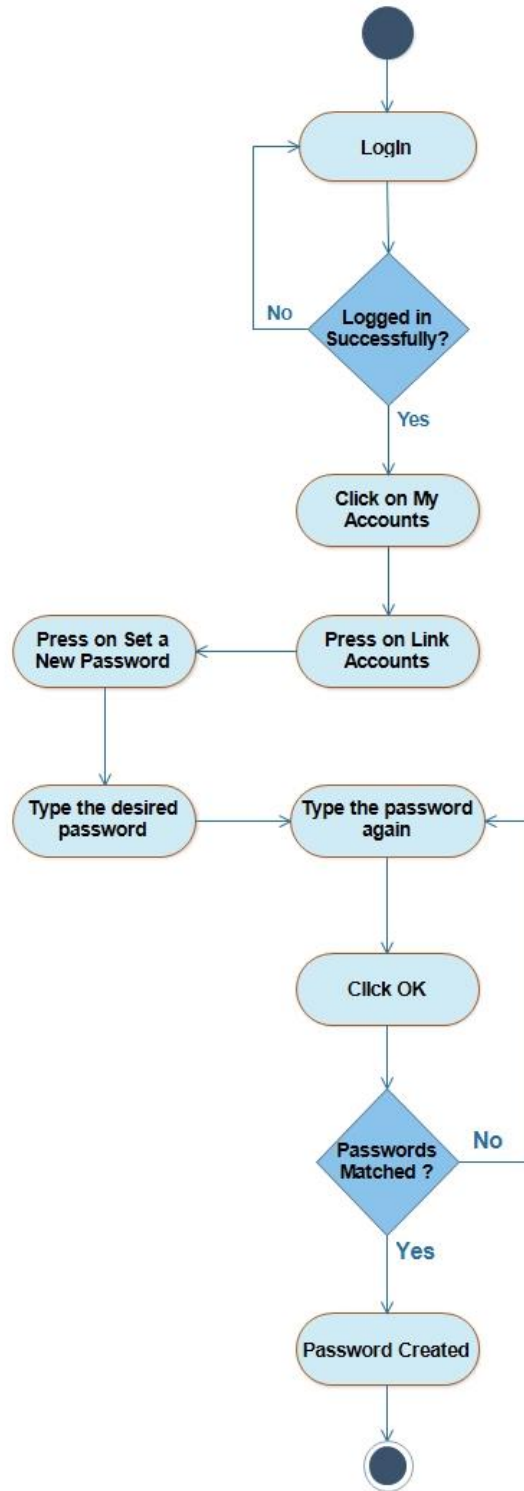 LogIn
No
Logged in
Successfully?
Yes
Click on My
Accounts
Press on Set a
New Password
Press on Link
Accounts
Type the desired
password
Type the password
again
Click OK
Passwords
Matched ?
No
Yes
Password Created